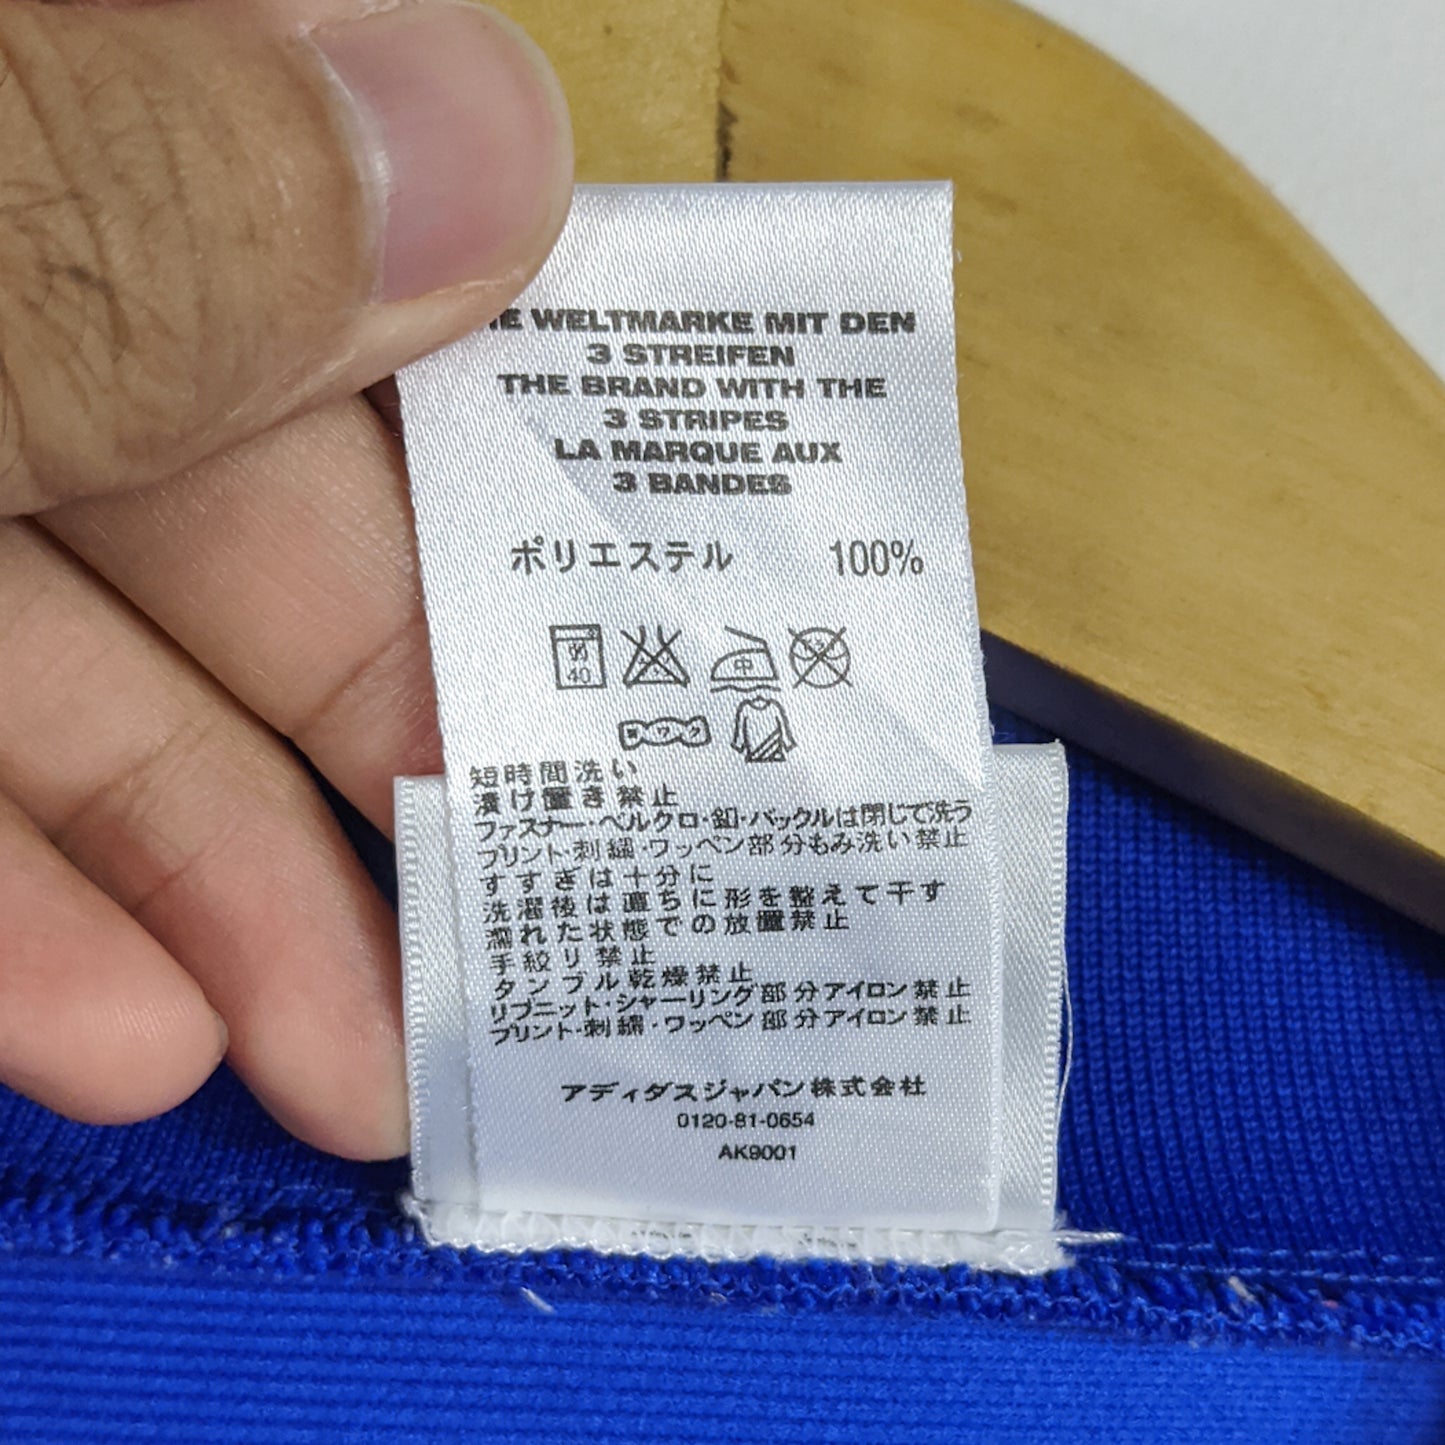 WELTMARKE MIT DEN
3 STREIFEN
THE BRAND WITH THE
3 STRIPES
LA MARQUE AUX
3 BANDES
ポリエステル 100%
40
中
ヨワク
短時間洗い
漬け置き禁止
ファスナー・ベルクロ・釦・バックルは閉じて洗う
プリント・刺繍・ワッペン部分もみ洗い禁止
すすぎは十分に
洗濯後は直ちに形を整えて干す
濡れた状態での放置禁止
手絞り禁止
タンブル乾燥禁止
リブニット・シャーリング部分アイロン禁止
プリント・刺繍・ワッペン部分アイロン禁止
アディダスジャパン株式会社
0120-81-0654
AK9001